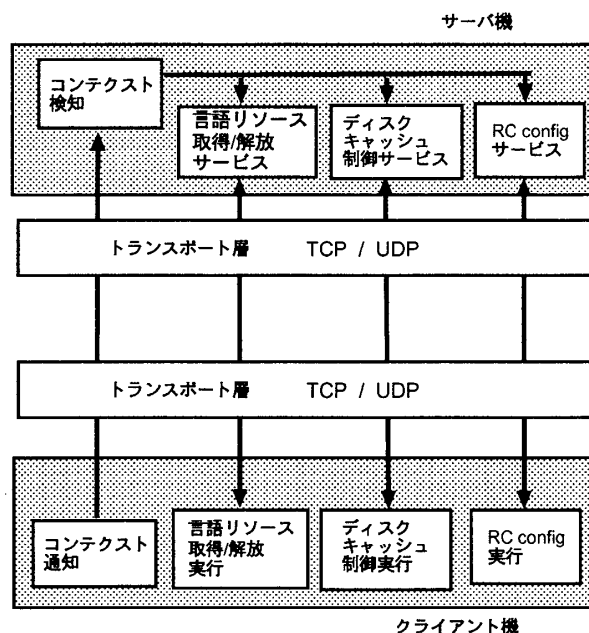 サーバ機
コンテクスト
検知
言語リソース
取得/解放
サービス
ディスク
キャッシュ
制御サービス
RC config
サービス
トランスポート層 TCP / UDP
トランスポート層 TCP / UDP
コンテクスト
通知
言語リソース
取得/解放
実行
ディスク
キャッシュ
制御実行
RC config
実行
クライアント機